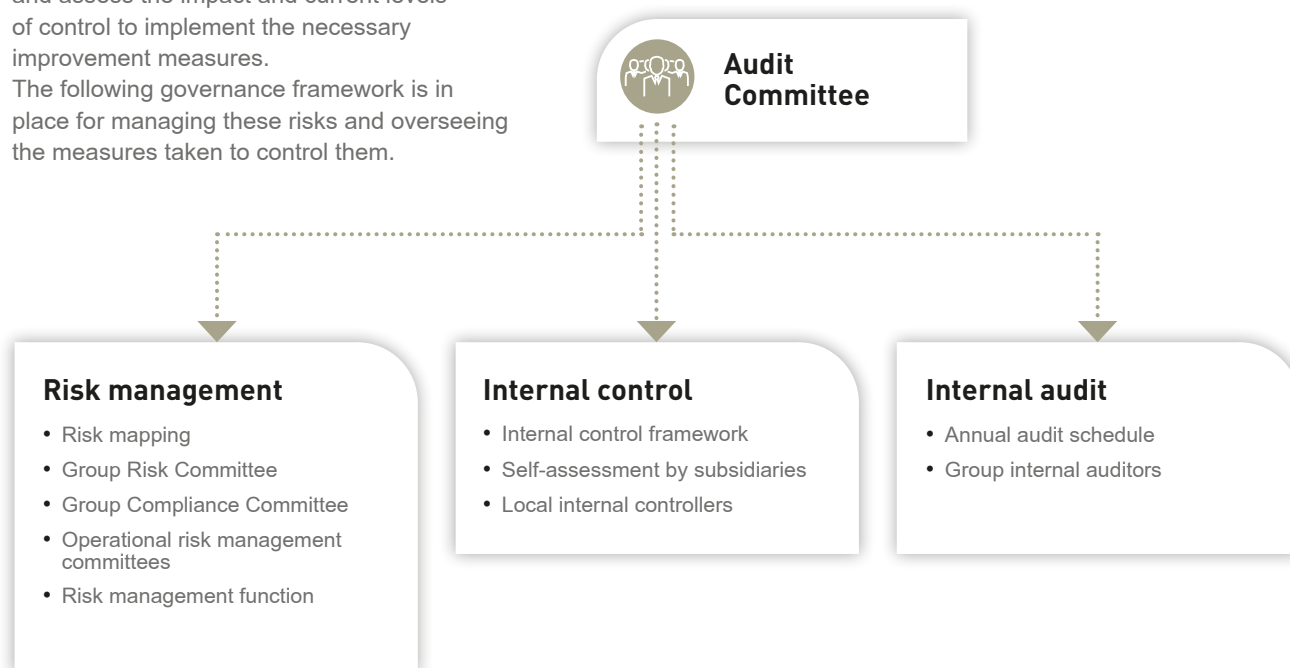 and assess the impact and current levels
of control to implement the necessary
improvement measures.
The following governance framework is in
place for managing these risks and overseeing
the measures taken to control them.
Audit
Committee
Risk management
• Risk mapping
• Group Risk Committee
• Group Compliance Committee
• Operational risk management
committees
• Risk management function
Internal control
• Internal control framework
• Self-assessment by subsidiaries
• Local internal controllers
Internal audit
• Annual audit schedule
• Group internal auditors